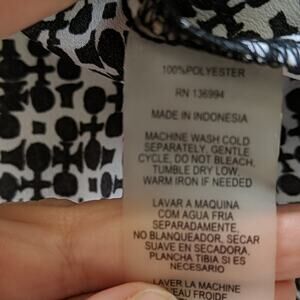 100%POLYESTER
RN 136994
MADE IN INDONESIA
MACHINE WASH COLD
SEPARATELY, GENTLE
CYCLE, DO NOT BLEACH,
TUMBLE DRY LOW,
WARM IRON IF NEEDED
LAVAR A MAQUINA
CON AGUA FRIA
SEPARADAMENTE,
NO BLANQUEADOR, SECAR
SUAVE EN SECADORA,
PLANCHA TIBIA SI ES
NECESARIO
LAVER LA MACHINE
EAU FROIDE